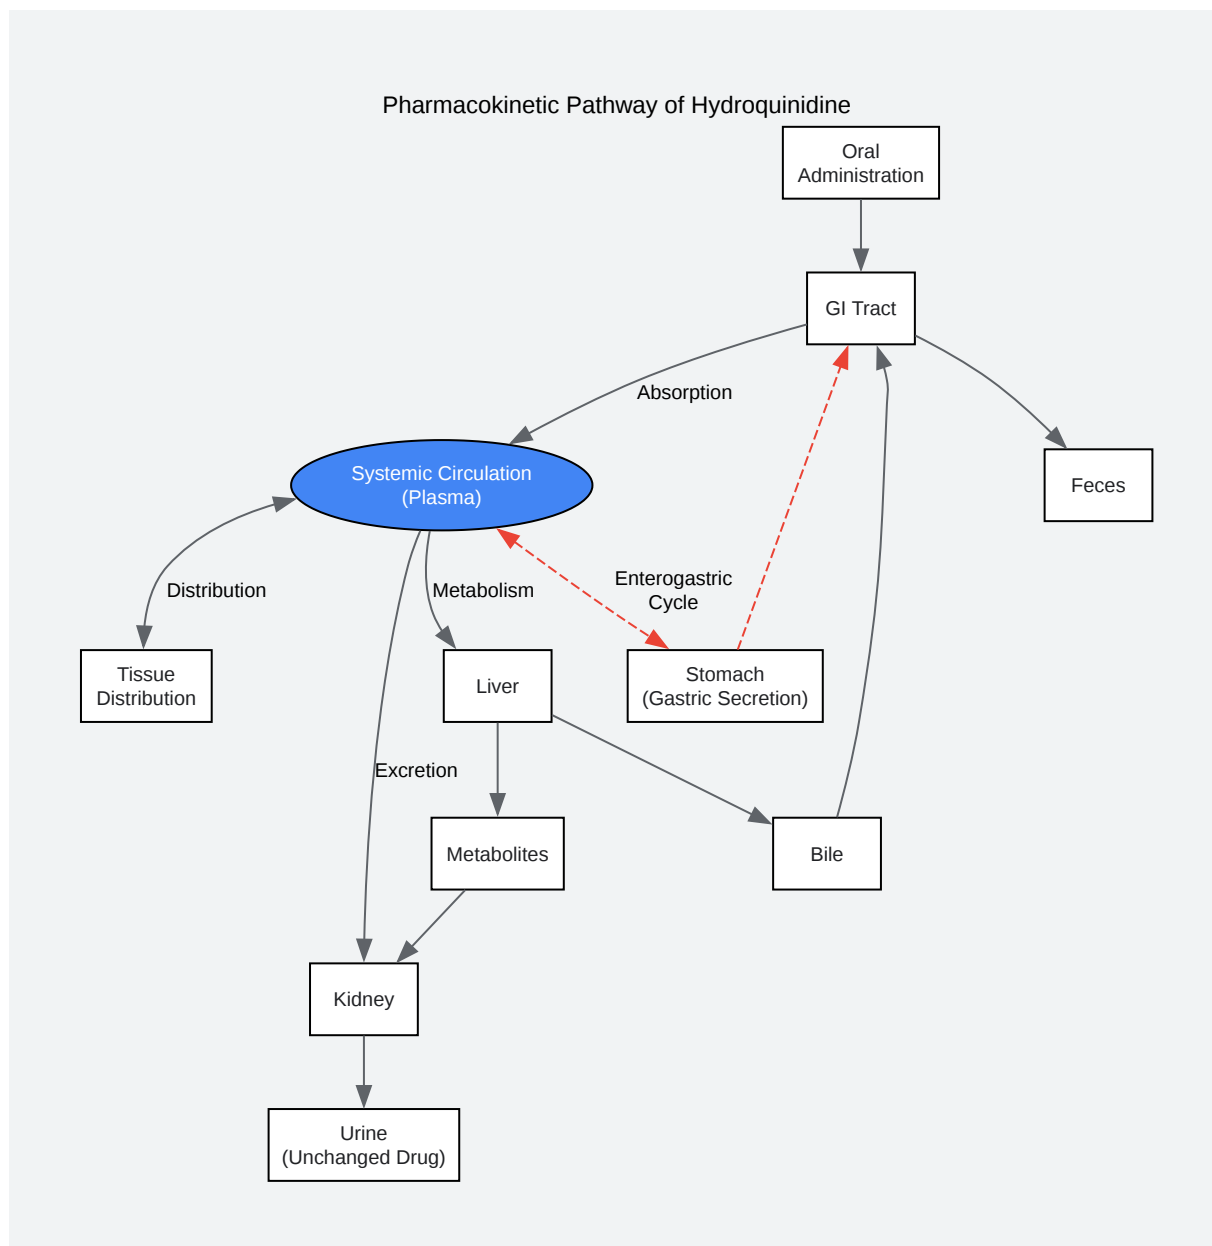 Pharmacokinetic Pathway of Hydroquinidine
Oral
Administration
GI Tract
Absorption
Systemic Circulation
(Plasma)
Feces
Distribution
Metabolism
Enterogastric
Cycle
Tissue
Distribution
Liver
Stomach
(Gastric Secretion)
Excretion
Metabolites
Bile
Kidney
Urine
(Unchanged Drug)